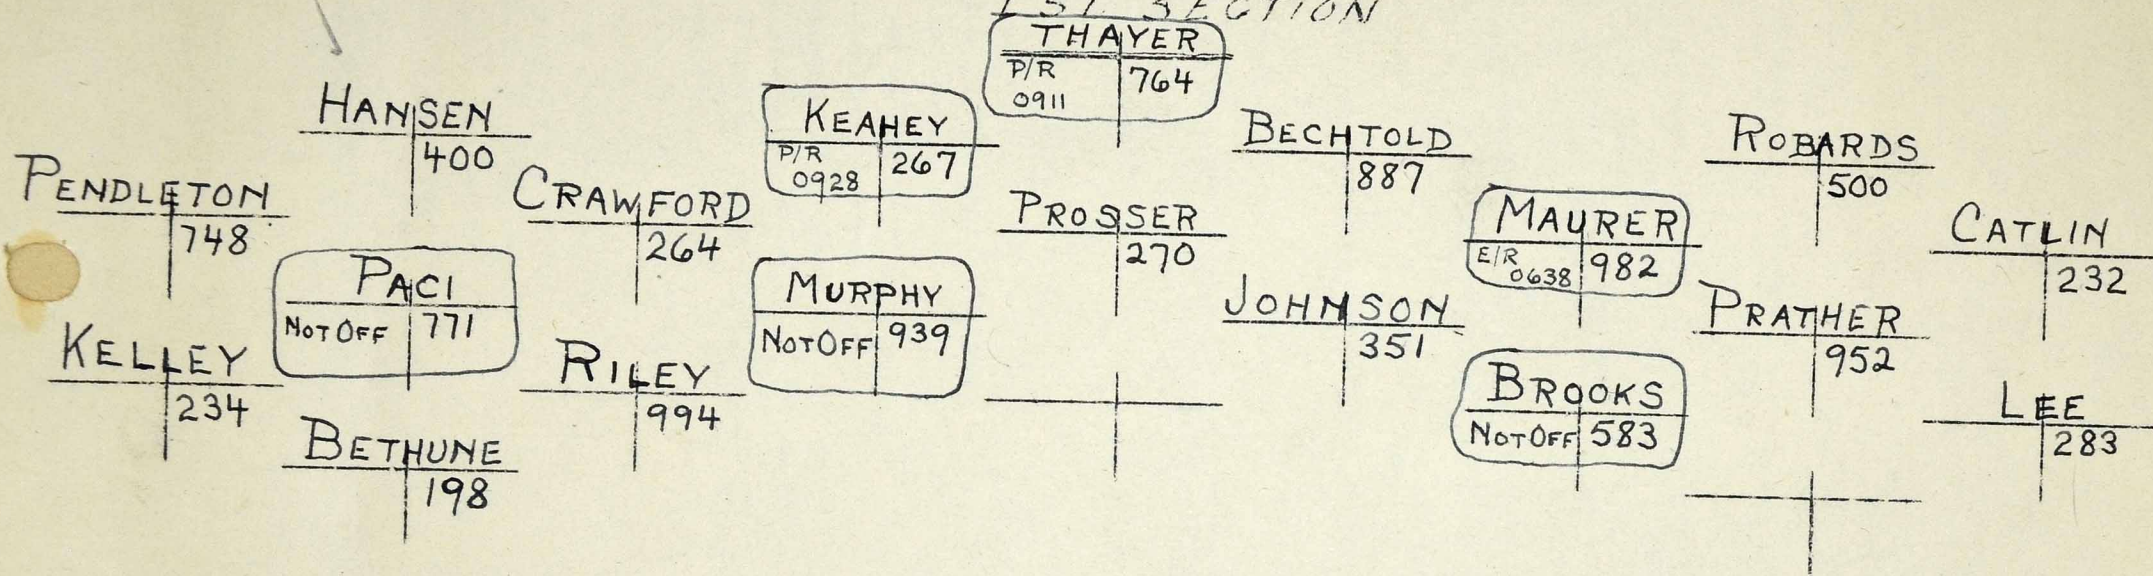 1ST SECTION
THAYER
P/R 764
0911
HANSEN
400
KEAHEY
P/R 267
0928
BECHTOLD
887
ROBARDS
500
PENDLETON
748
CRAWFORD
264
PROSSER
270
MAURER
E/R 982
0638
CATLIN
232
PACI
NOT OFF 771
MURPHY
NOT OFF 939
JOHNSON
351
PRATHER
952
KELLEY
234
RILEY
994
BROOKS
NOT OFF 583
LEE
283
BETHUNE
198